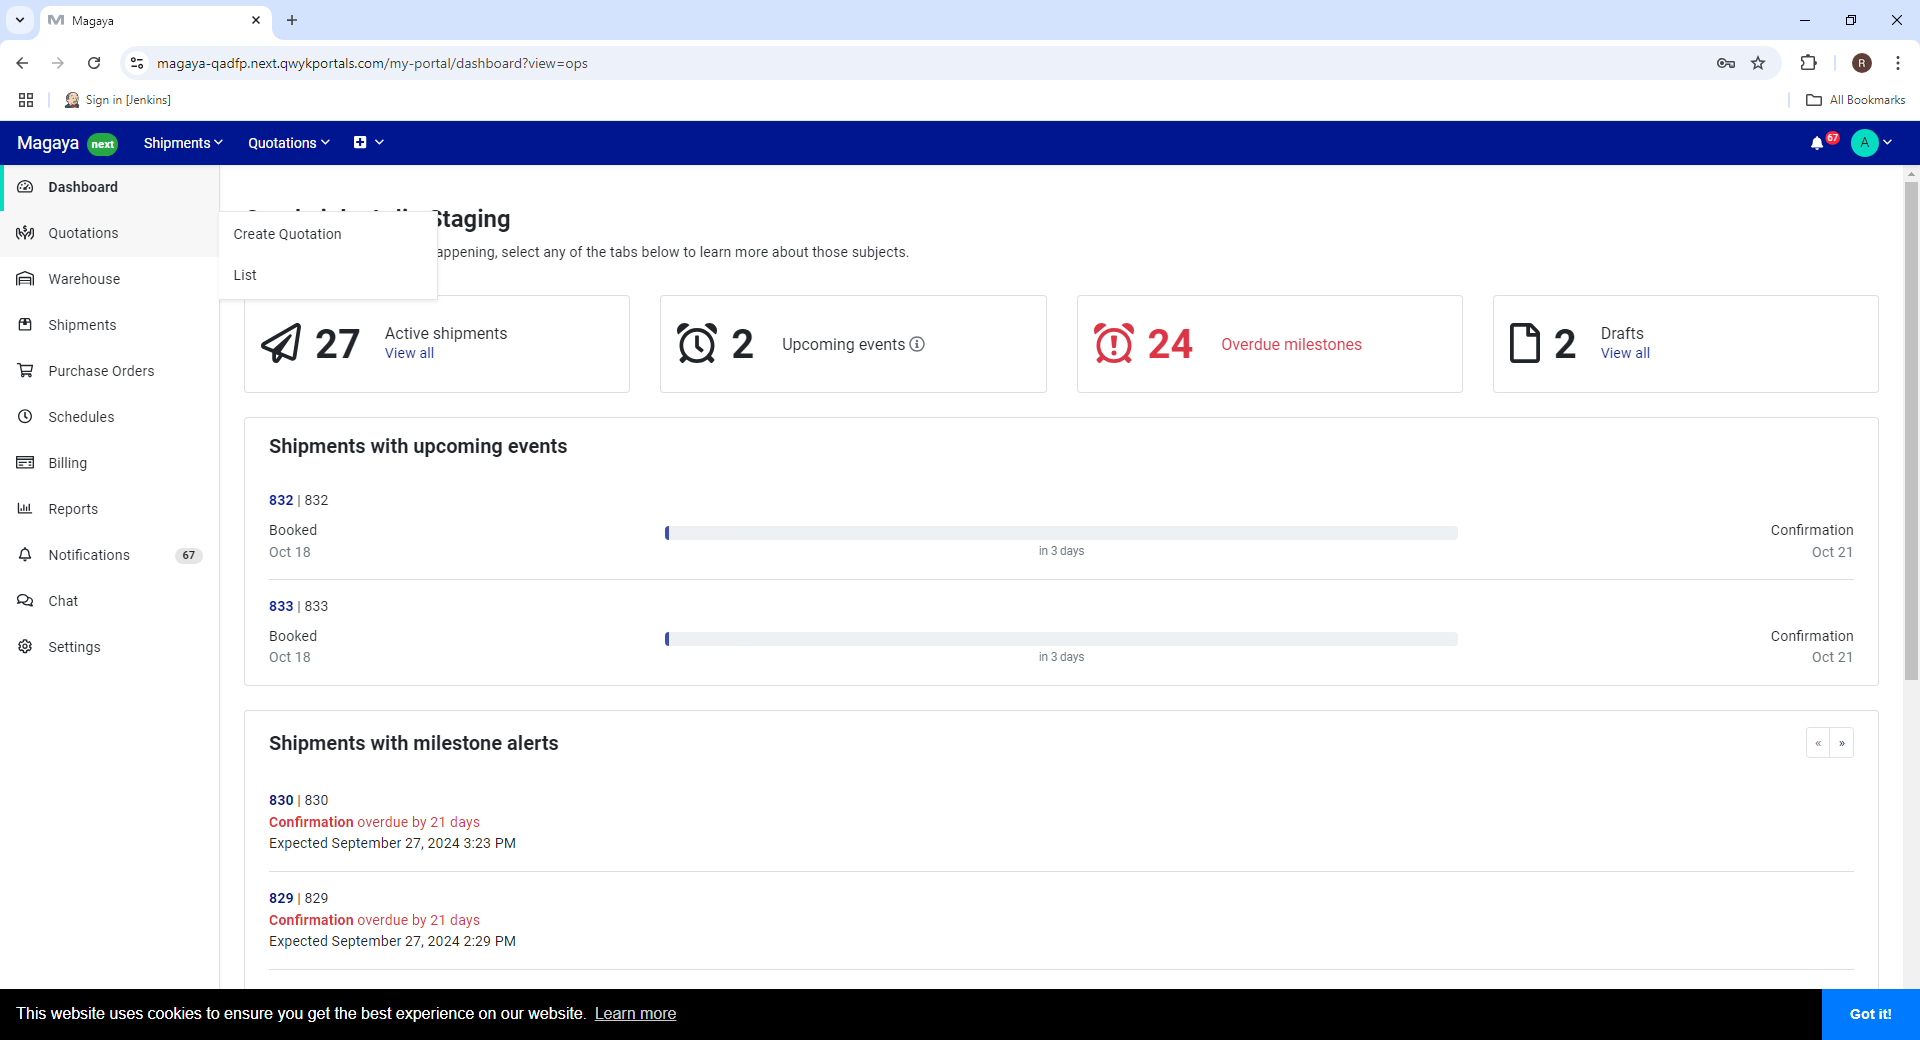 Magaya
magaya-qadfp.next.qwykportals.com/my-portal/dashboard?view=ops
R
Sign in [Jenkins]
All Bookmarks
Magaya next
Shipments
Quotations
67
A
Dashboard
Quotations
Warehouse
Shipments
Purchase Orders
Schedules
Billing
Reports
Notifications 67
Chat
Settings
Create Quotation
List
Staging
appening, select any of the tabs below to learn more about those subjects.
27 Active shipments
View all
2 Upcoming events
24 Overdue milestones
2 Drafts
View all
Shipments with upcoming events
832 | 832
Booked Confirmation
Oct 18 in 3 days Oct 21
833 | 833
Booked Confirmation
Oct 18 in 3 days Oct 21
Shipments with milestone alerts
« »
830 | 830
Confirmation overdue by 21 days
Expected September 27, 2024 3:23 PM
829 | 829
Confirmation overdue by 21 days
Expected September 27, 2024 2:29 PM
This website uses cookies to ensure you get the best experience on our website. Learn more
Got it!